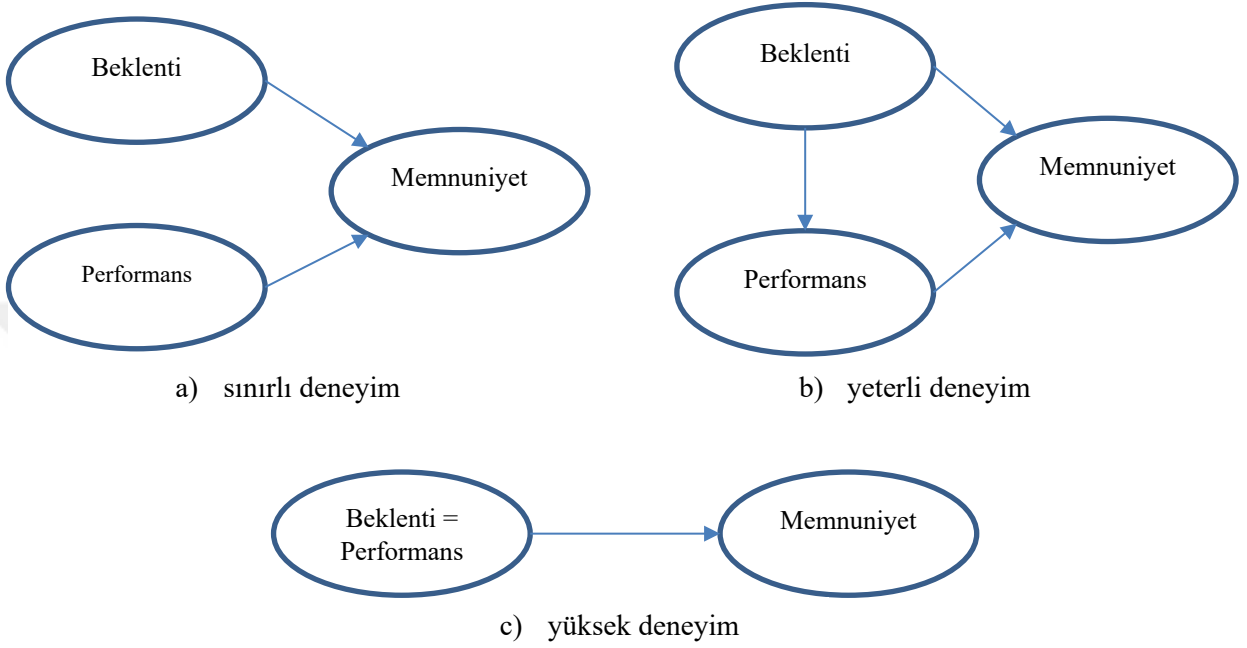 Beklenti
Performans
Memnuniyet
a) sınırlı deneyim
Beklenti
Performans
Memnuniyet
b) yeterli deneyim
Beklenti =
Performans
Memnuniyet
c) yüksek deneyim